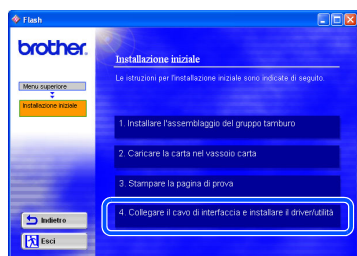 Flash
brother
Installazione iniziale
Le istruzioni per l'installazione iniziale sono indicate di seguito.
Menu superiore
Installazione iniziale
1. Installare l'assemblaggio del gruppo tamburo
2. Caricare la carta nel vassoio carta
3. Stampare la pagina di prova
4. Collegare il cavo di interfaccia e installare il driver/utilità
Indietro
Esci